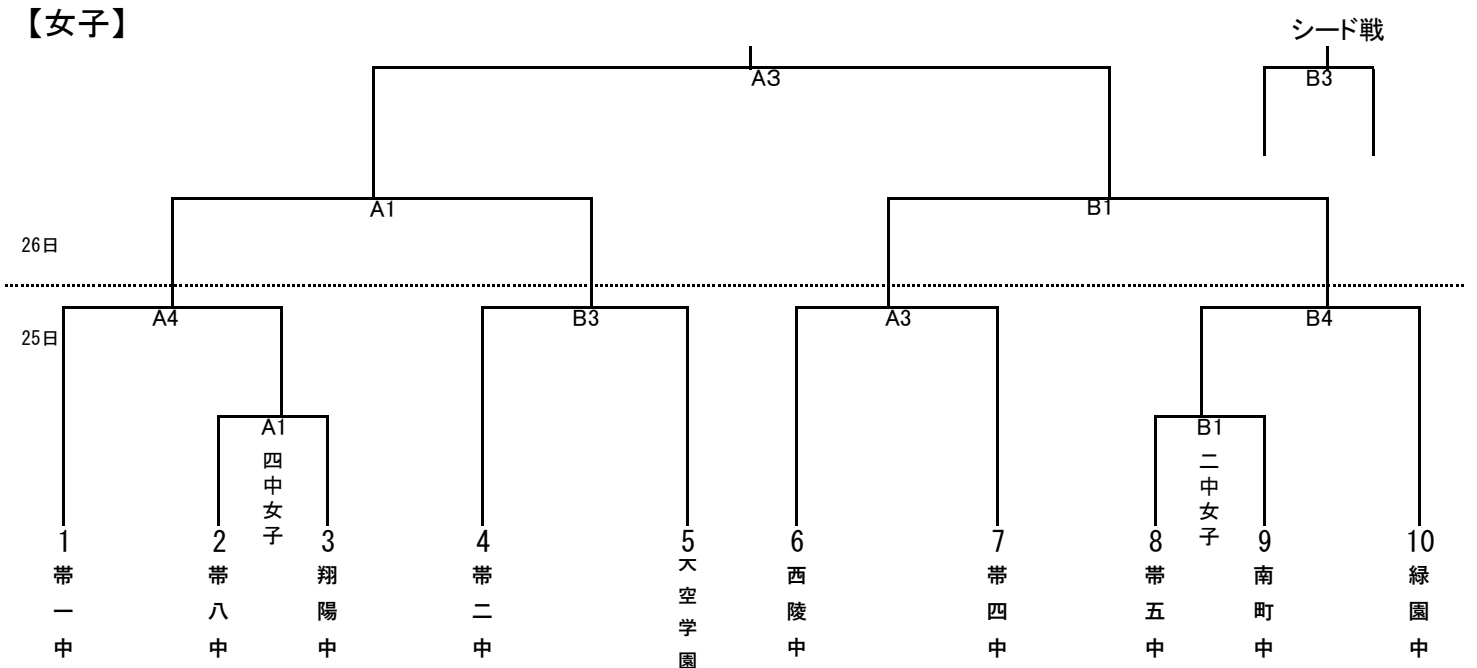 【女子】
シード戦
A3
B3
A1
B1
26日
A4
B3
A3
B4
25日
A1
B1
四中女子
二中女子
1
2
3
4
5
6
7
8
9
10
帯一中
帯八中
翔陽中
帯二中
大空学園
西陵中
帯四中
帯五中
南町中
緑園中